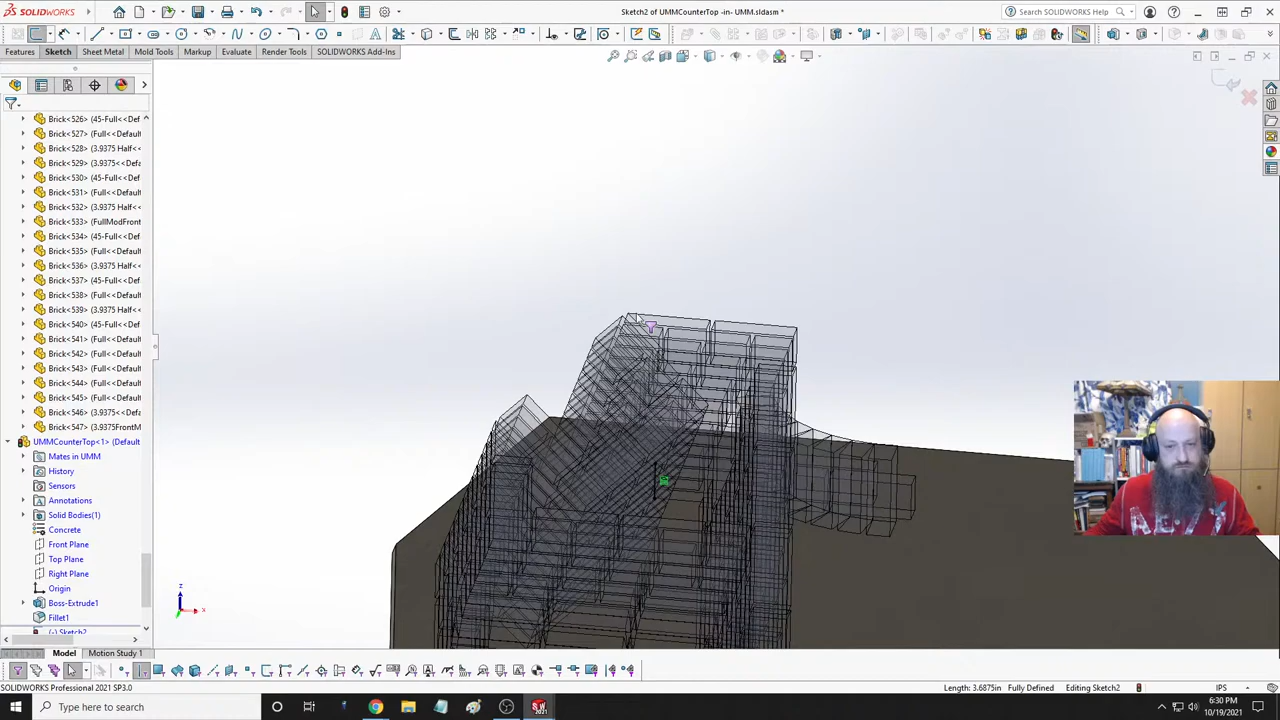 SOLIDWORKS
Sketch2 of UMMCounterTop -in- UMM.sldasm *
Search SOLIDWORKS Help
Features
Sketch
Sheet Metal
Mold Tools
Markup
Evaluate
Render Tools
SOLIDWORKS Add-Ins
Brick<526> (45-Full<<Def
Brick<527> (Full<<Default
Brick<528> (3.9375 Half<<
Brick<529> (3.9375<<Defa
Brick<530> (45-Full<<Def
Brick<531> (Full<<Default
Brick<532> (3.9375 Half<<
Brick<533> (FullModFront
Brick<534> (45-Full<<Def
Brick<535> (Full<<Default
Brick<536> (3.9375 Half<<
Brick<537> (45-Full<<Def
Brick<538> (Full<<Default
Brick<539> (3.9375 Half<<
Brick<540> (45-Full<<Def
Brick<541> (Full<<Default
Brick<542> (3.9375 Half<<
Brick<543> (Full<<Default
Brick<544> (Full<<Default
Brick<545> (Full<<Default
Brick<546> (3.9375<<Defa
Brick<547> (3.9375FrontM
UMMCounterTop<1> (Default
Mates in UMM
History
Sensors
Annotations
Solid Bodies(1)
Concrete
Front Plane
Top Plane
Right Plane
Origin
Boss-Extrude1
Fillet1
(-) Sketch2
z
x
Model
Motion Study 1
SOLIDWORKS Professional 2021 SP3.0
Length: 3.6875in
Fully Defined
Editing Sketch2
IPS
Type here to search
6:30 PM
10/19/2021